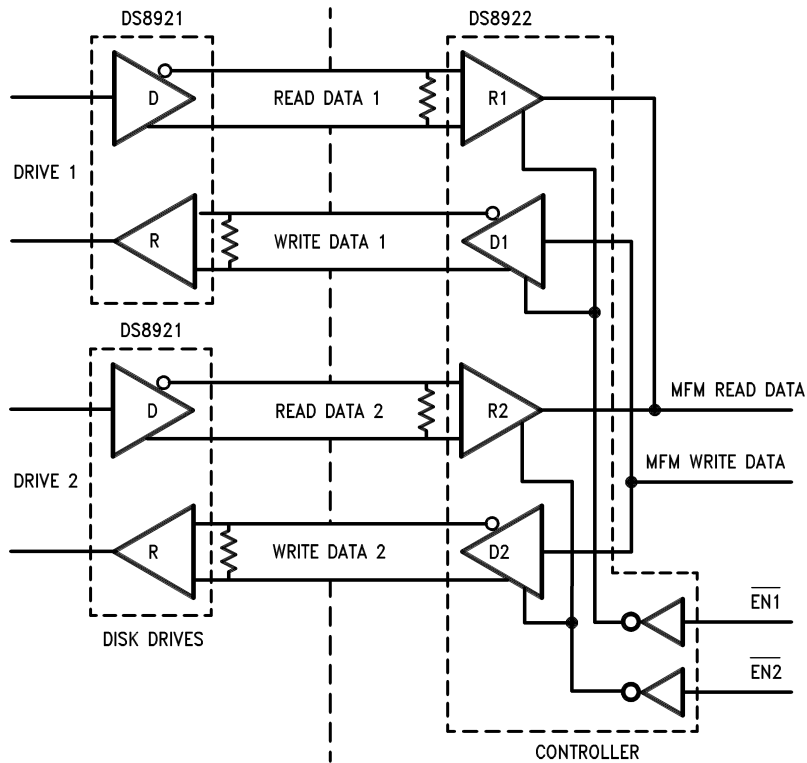 DS8921
DS8922
D
READ DATA 1
R1
DRIVE 1
R
WRITE DATA 1
D1
DS8921
D
READ DATA 2
R2
MFM READ DATA
MFM WRITE DATA
DRIVE 2
R
WRITE DATA 2
D2
EN1
DISK DRIVES
EN2
CONTROLLER